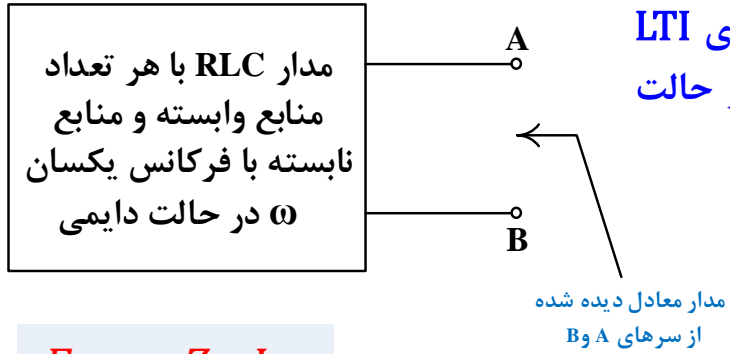 ی LTI
ر حالت
مدار RLC با هر تعداد
منابع وابسته و منابع
نابسته با فرکانس یکسان
ω در حالت دایمی
A
B
مدار معادل دیده شده
از سرهای A وB